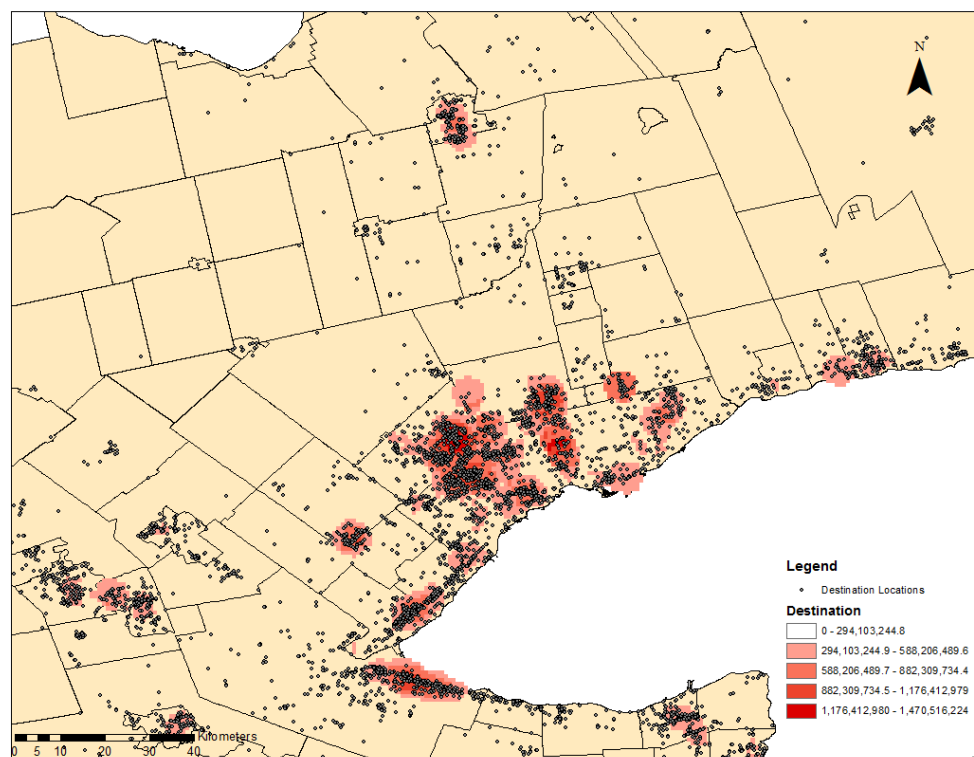 N
Legend
Destination Locations
Destination
0 - 294,103,244.8
294,103,244.9 - 588,206,489.6
588,206,489.7 - 882,309,734.4
882,309,734.5 - 1,176,412,979
1,176,412,980 - 1,470,516,224
Kilometers
0 5 10 20 30 40